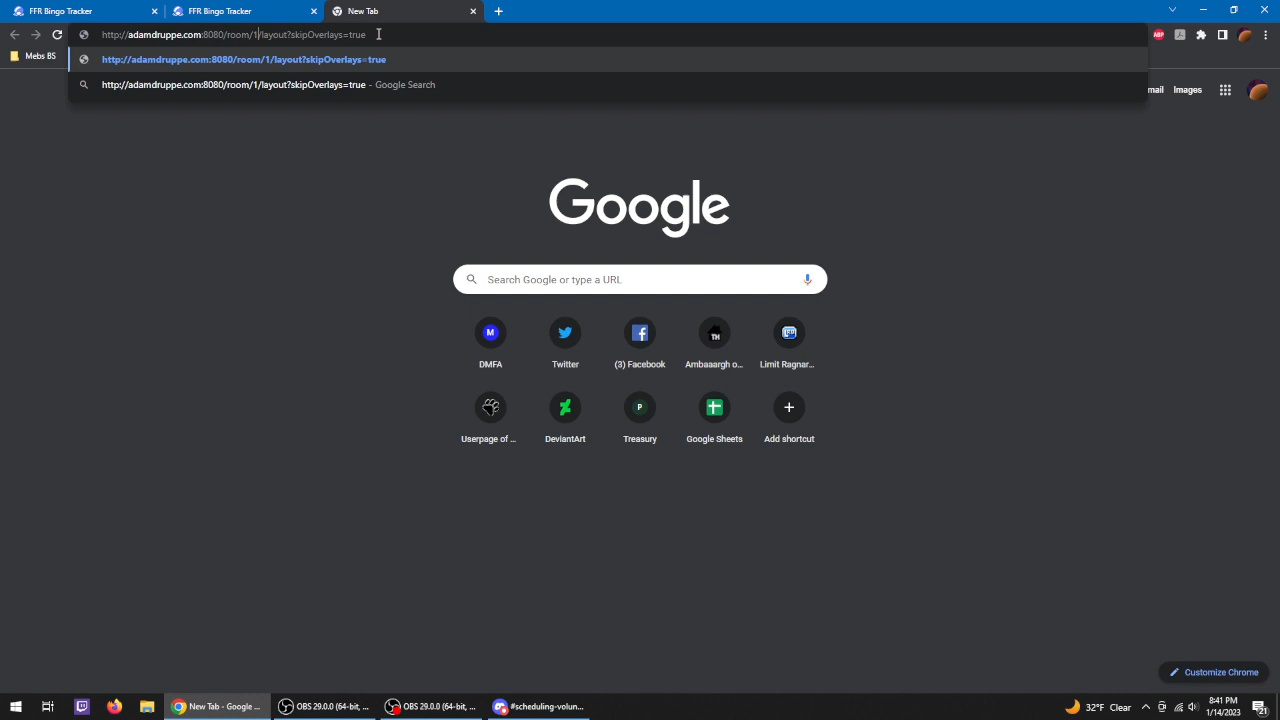 FFR Bingo Tracker
FFR Bingo Tracker
New Tab
http://adamdruppe.com:8080/room/1/layout?skipOverlays=true
Mebs BS
http://adamdruppe.com:8080/room/1/layout?skipOverlays=true
http://adamdruppe.com:8080/room/1/layout?skipOverlays=true - Google Search
ABP
mail Images
Google
Search Google or type a URL
M
TH
DMFA
Twitter
(3) Facebook
Ambaaargh o...
Limit Ragnar...
P
Userpage of ...
DeviantArt
Treasury
Google Sheets
Add shortcut
Customize Chrome
New Tab - Google ...
OBS 29.0.0 (64-bit, ...
OBS 29.0.0 (64-bit, ...
#scheduling-volun...
32°F Clear
8:41 PM
1/14/2023
21